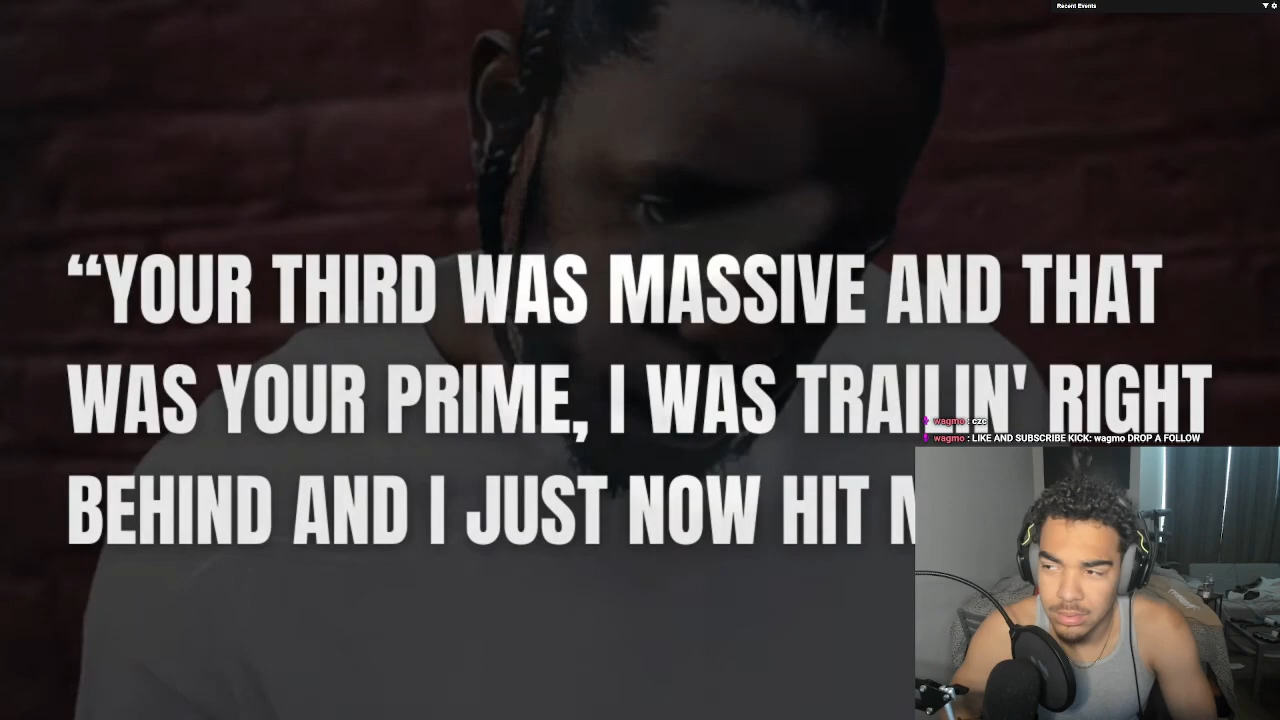 Recent Events
“YOUR THIRD WAS MASSIVE AND THAT
WAS YOUR PRIME, I WAS TRAILIN' RIGHT
BEHIND AND I JUST NOW HIT
wagmo : czc
wagmo : LIKE AND SUBSCRIBE KICK: wagmo DROP A FOLLOW